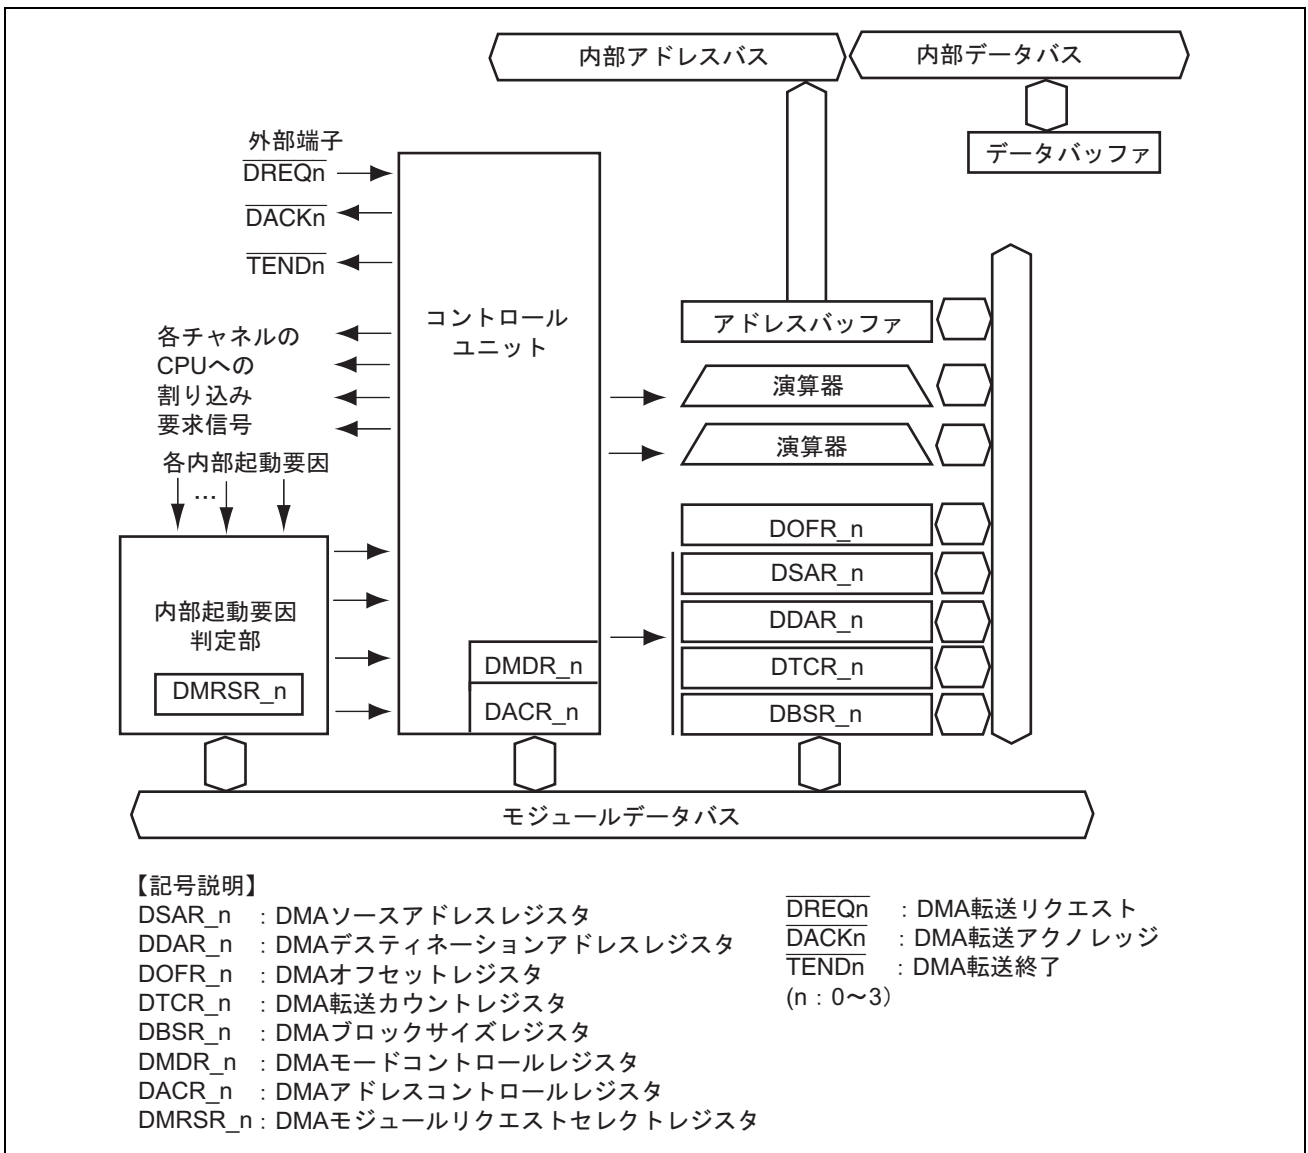 内部アドレスバス
内部データバス
データバッファ
外部端子
DREQn
DACKn
TENDn
コントロール
ユニット
各チャネルの
CPUへの
割り込み
要求信号
各内部起動要因
...
アドレスバッファ
演算器
演算器
DOFR_n
DSAR_n
DDAR_n
DTCR_n
DBSR_n
内部起動要因
判定部
DMRSR_n
DMDR_n
DACR_n
モジュールデータバス
【記号説明】
DSAR_n : DMAソースアドレスレジスタ
DDAR_n : DMAデスティネーションアドレスレジスタ
DOFR_n : DMAオフセットレジスタ
DTCR_n : DMA転送カウントレジスタ
DBSR_n : DMAブロックサイズレジスタ
DMDR_n : DMAモードコントロールレジスタ
DACR_n : DMAアドレスコントロールレジスタ
DMRSR_n : DMAモジュールリクエストセレクトレジスタ
DREQn : DMA転送リクエスト
DACKn : DMA転送アクノレッジ
TENDn : DMA転送終了
(n : 0～3)